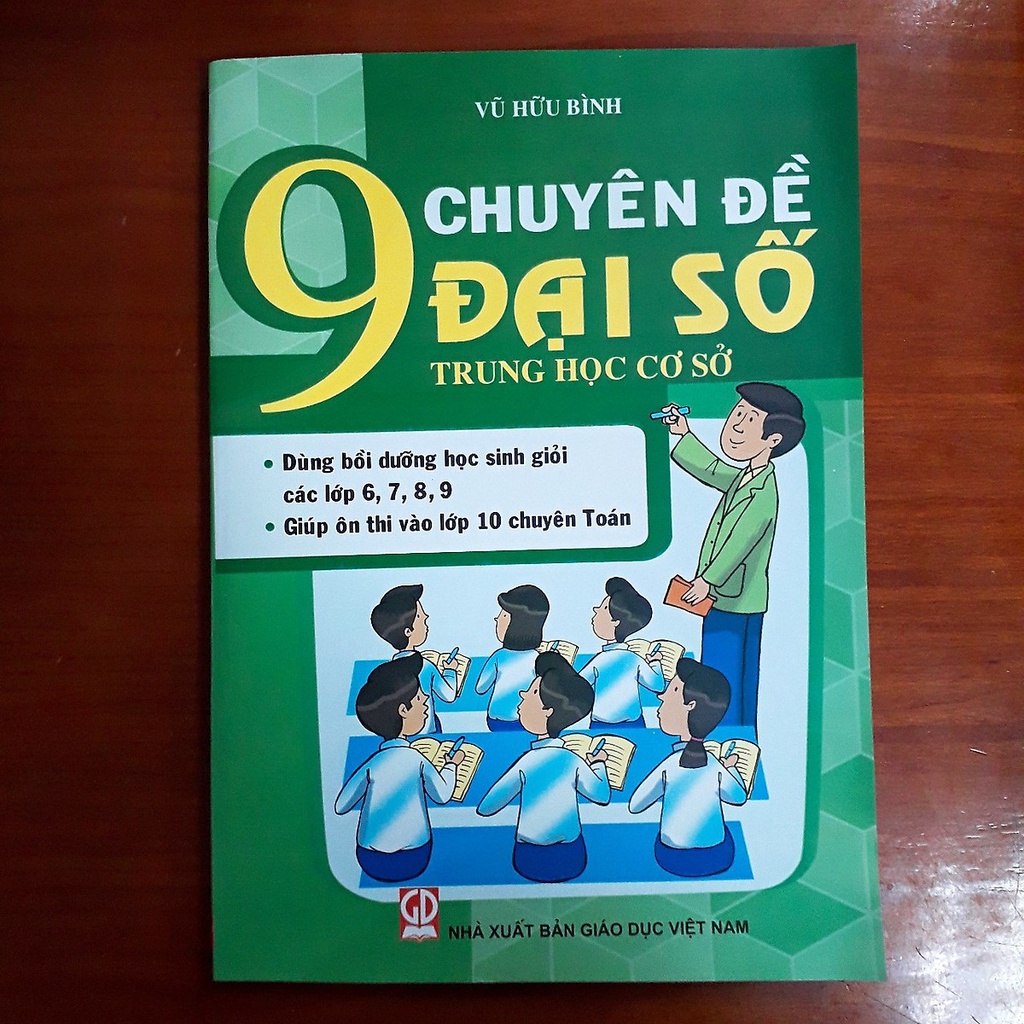 VŨ HỮU BÌNH
9 CHUYÊN ĐỀ
ĐẠI SỐ
TRUNG HỌC CƠ SỞ
• Dùng bồi dưỡng học sinh giỏi
các lớp 6, 7, 8, 9
• Giúp ôn thi vào lớp 10 chuyên Toán
GD
NHÀ XUẤT BẢN GIÁO DỤC VIỆT NAM